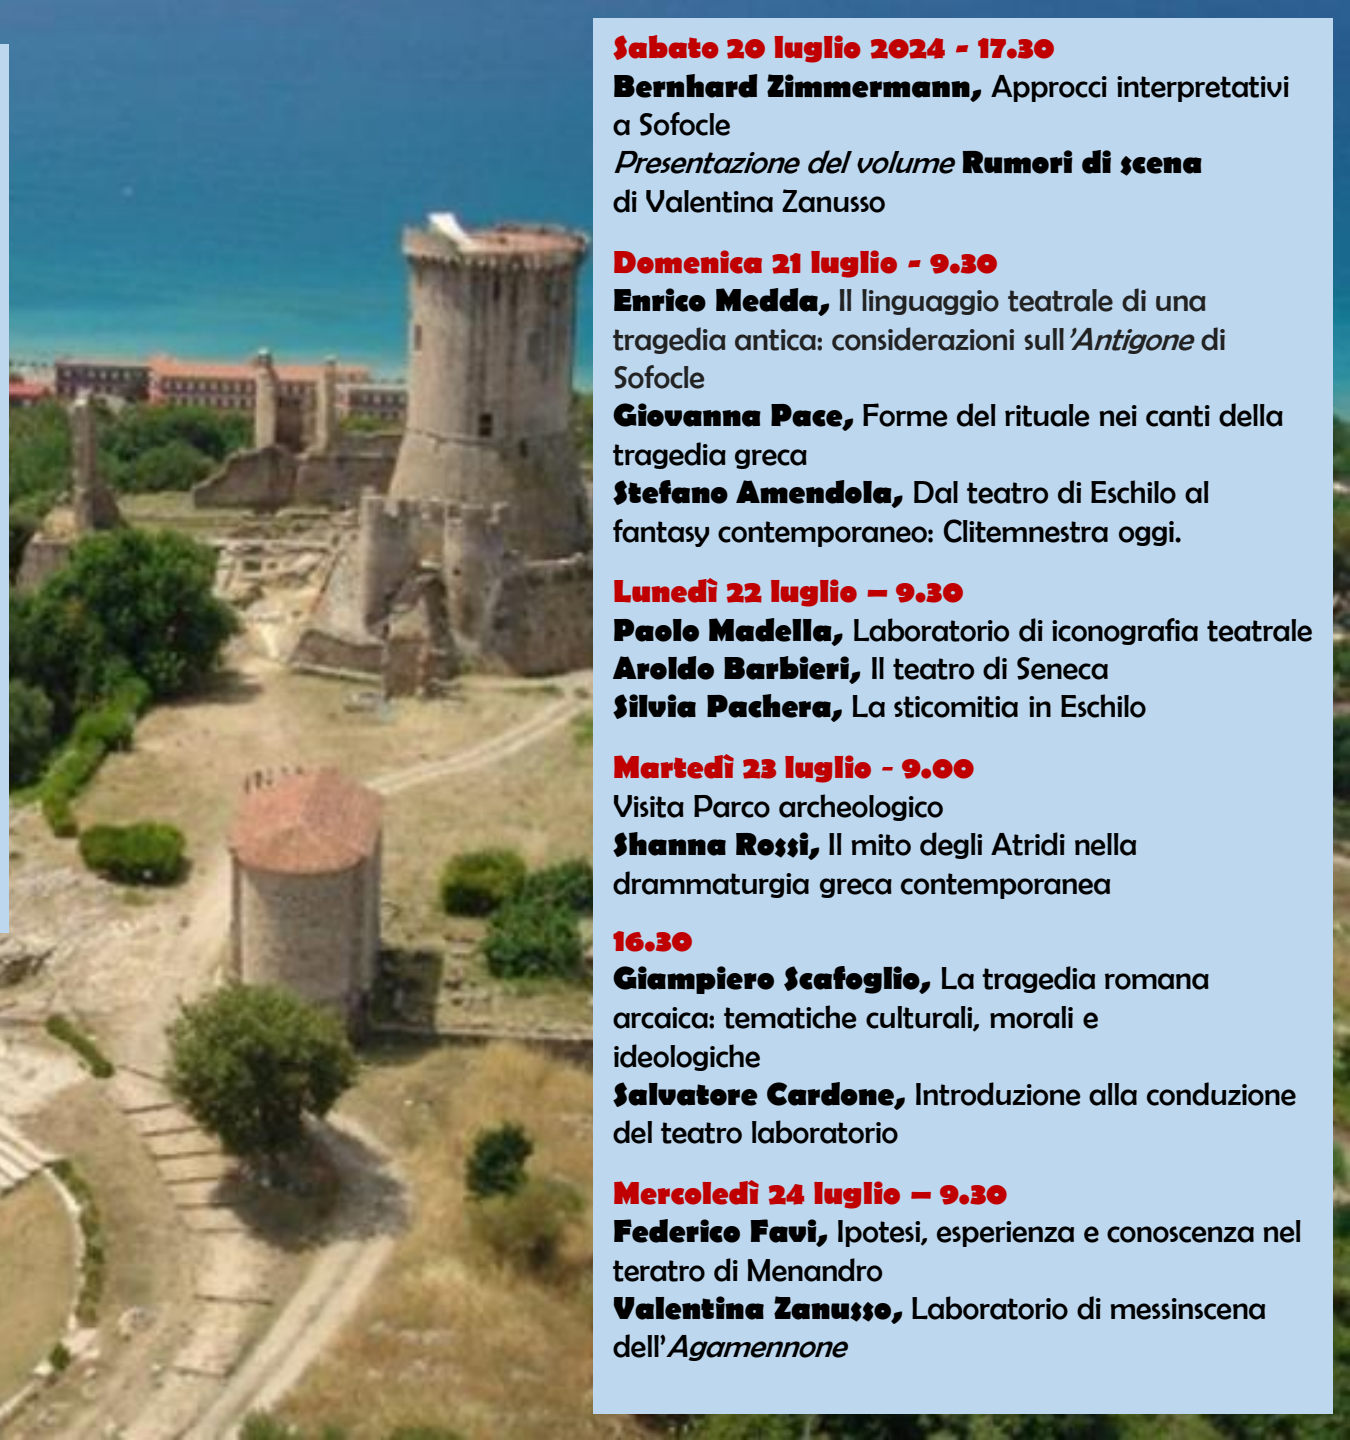 Sabato 20 luglio 2024 - 17.30
Bernhard Zimmermann, Approcci interpretativi
a Sofocle
Presentazione del volume Rumori di scena
di Valentina Zanusso
Domenica 21 luglio - 9.30
Enrico Medda, Il linguaggio teatrale di una
tragedia antica: considerazioni sull'Antigone di
Sofocle
Giovanna Pace, Forme del rituale nei canti della
tragedia greca
Stefano Amendola, Dal teatro di Eschilo al
fantasy contemporaneo: Clitemnestra oggi.
Lunedì 22 luglio – 9.30
Paolo Madella, Laboratorio di iconografia teatrale
Aroldo Barbieri, Il teatro di Seneca
Silvia Pachera, La sticomitia in Eschilo
Martedì 23 luglio - 9.00
Visita Parco archeologico
Shanna Rossi, Il mito degli Atridi nella
drammaturgia greca contemporanea
16.30
Giampiero Scafoglio, La tragedia romana
arcaica: tematiche culturali, morali e
ideologiche
Salvatore Cardone, Introduzione alla conduzione
del teatro laboratorio
Mercoledì 24 luglio – 9.30
Federico Favi, Ipotesi, esperienza e conoscenza nel
teratro di Menandro
Valentina Zanusso, Laboratorio di messinscena
dell'Agamennone